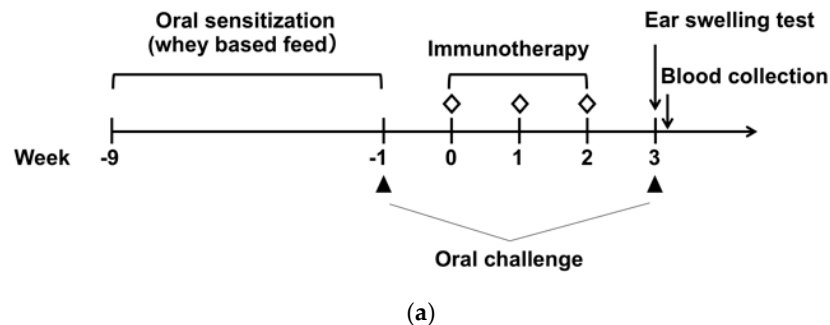 Oral sensitization
(whey based feed）
Immunotherapy
Ear swelling test
Blood collection
Week -9 -1 0 1 2 3
Oral challenge
(a)